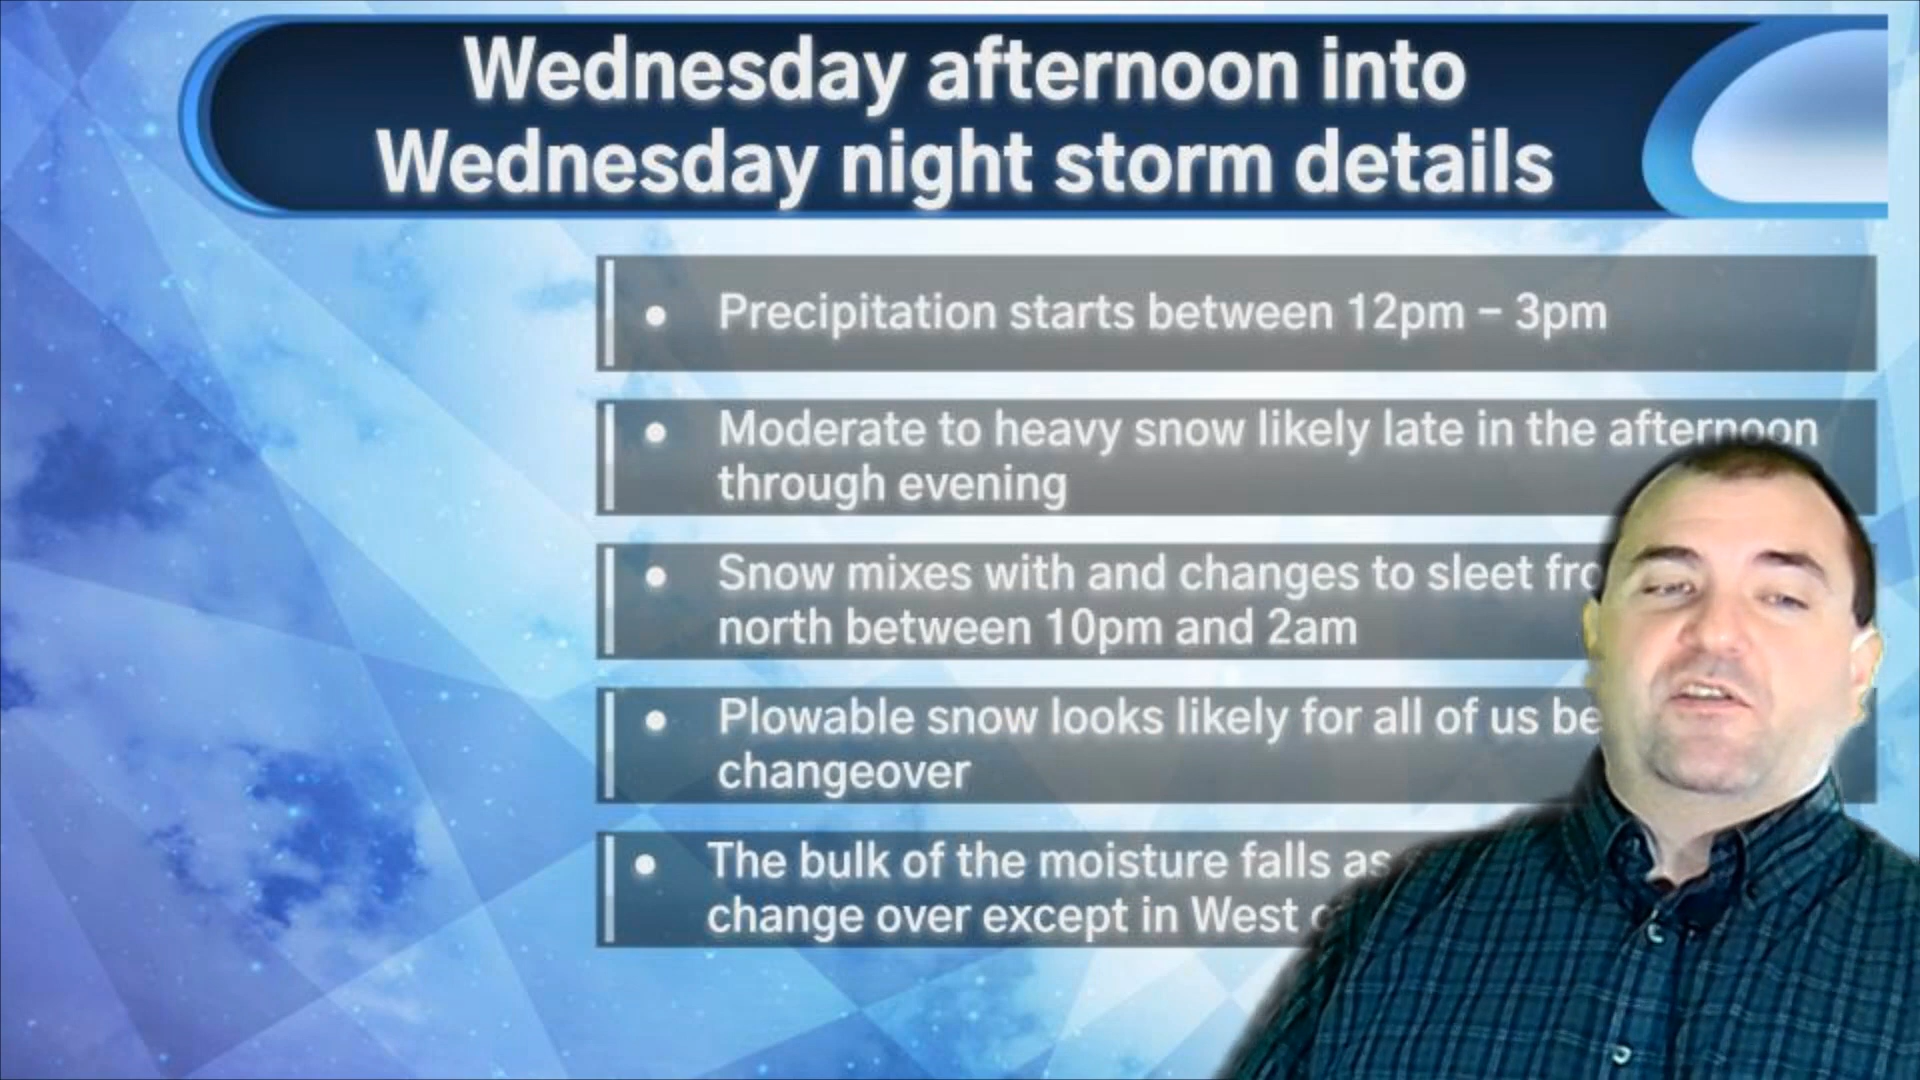 Wednesday afternoon into
Wednesday night storm details
• Precipitation starts between 12pm – 3pm
• Moderate to heavy snow likely late in the afternoon
through evening
• Snow mixes with and changes to sleet
north between 10pm and 2am
• Plowable snow looks likely for all of us
changeover
• The bulk of the moisture falls as
change over except in West